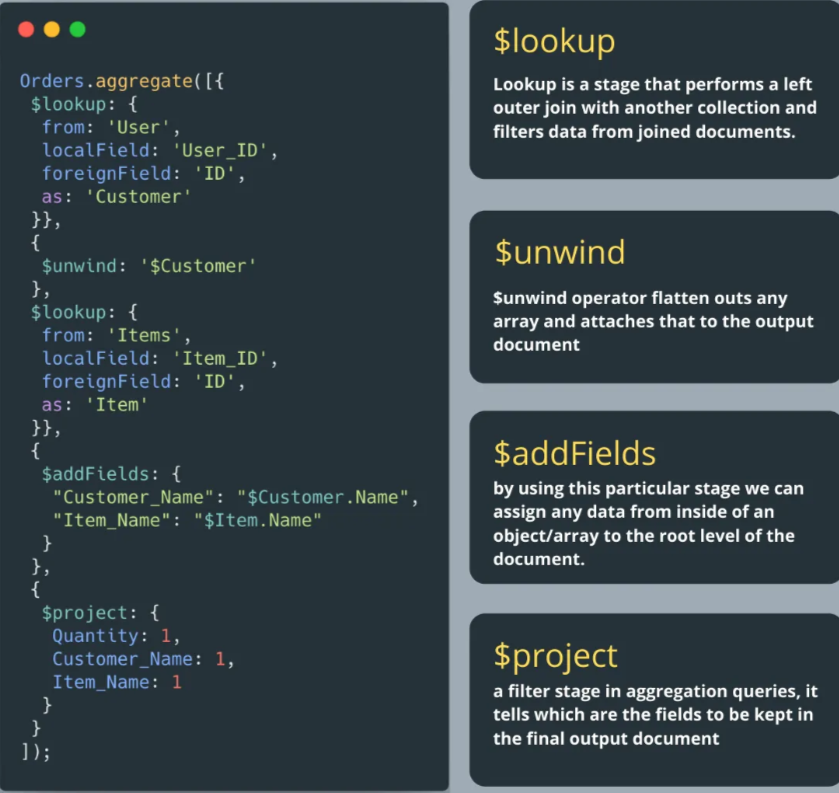 Orders.aggregate([{
$lookup: {
from: 'User',
localField: 'User_ID',
foreignField: 'ID',
as: 'Customer'
}},
{
$unwind: '$Customer'
},
$lookup: {
from: 'Items',
localField: 'Item_ID',
foreignField: 'ID',
as: 'Item'
}},
{
$addFields: {
"Customer_Name": "$Customer.Name",
"Item_Name": "$Item.Name"
}
},
{
$project: {
Quantity: 1,
Customer_Name: 1,
Item_Name: 1
}
}
]);
$lookup
Lookup is a stage that performs a left
outer join with another collection and
filters data from joined documents.
$unwind
$unwind operator flatten outs any
array and attaches that to the output
document
$addFields
by using this particular stage we can
assign any data from inside of an
object/array to the root level of the
document.
$project
a filter stage in aggregation queries, it
tells which are the fields to be kept in
the final output document